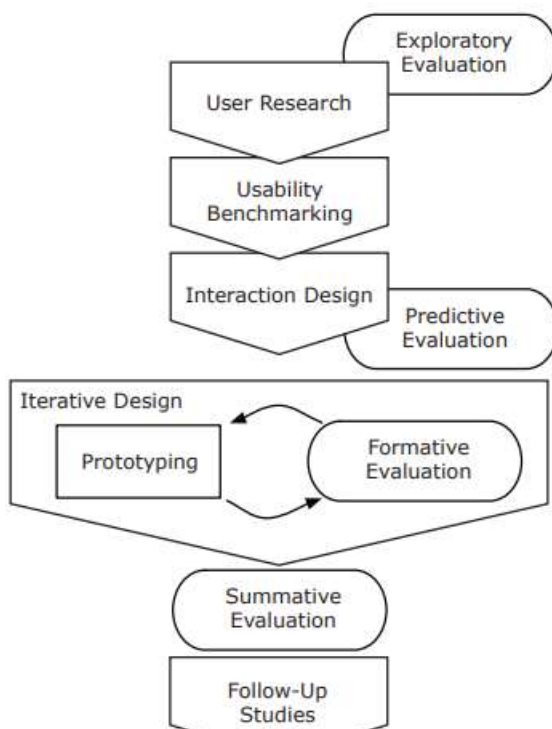 Exploratory
Evaluation
User Research
Usability
Benchmarking
Interaction Design
Predictive
Evaluation
Iterative Design
Prototyping
Formative
Evaluation
Summative
Evaluation
Follow-Up
Studies